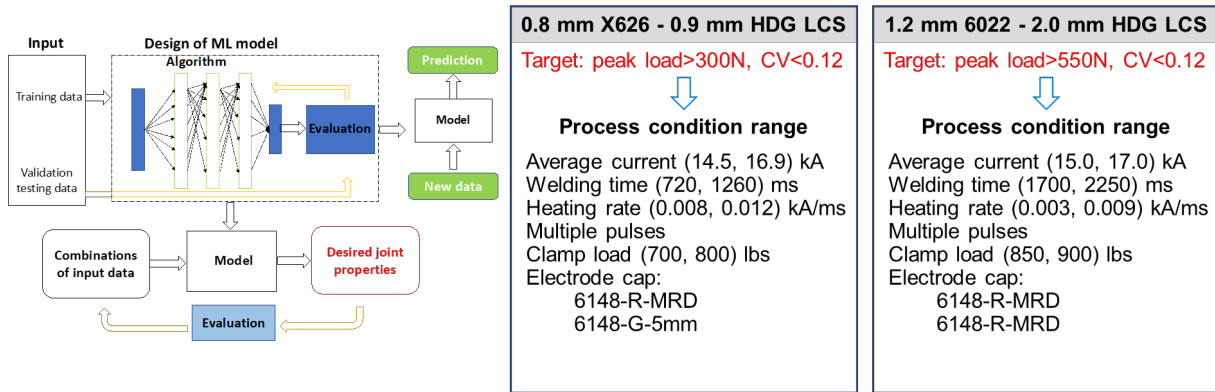 Input
Training data
Validation
testing data
Design of ML model
Algorithm
Evaluation
Prediction
Model
New data
Combinations
of input data
Model
Desired joint
properties
Evaluation
0.8 mm X626 - 0.9 mm HDG LCS
Target: peak load>300N, CV<0.12
Process condition range
Average current (14.5, 16.9) kA
Welding time (720, 1260) ms
Heating rate (0.008, 0.012) kA/ms
Multiple pulses
Clamp load (700, 800) lbs
Electrode cap:
6148-R-MRD
6148-G-5mm
1.2 mm 6022 - 2.0 mm HDG LCS
Target: peak load>550N, CV<0.12
Process condition range
Average current (15.0, 17.0) kA
Welding time (1700, 2250) ms
Heating rate (0.003, 0.009) kA/ms
Multiple pulses
Clamp load (850, 900) lbs
Electrode cap:
6148-R-MRD
6148-R-MRD